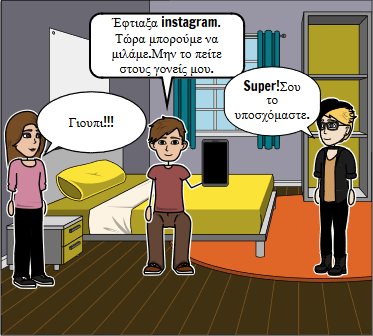 Έφτιαξα instagram.
Τώρα μπορούμε να
μιλάμε.Μην το πείτε
στους γονείς μου.
Γιουπι!!!
Super!Σου
το
υποσχόμαστε.